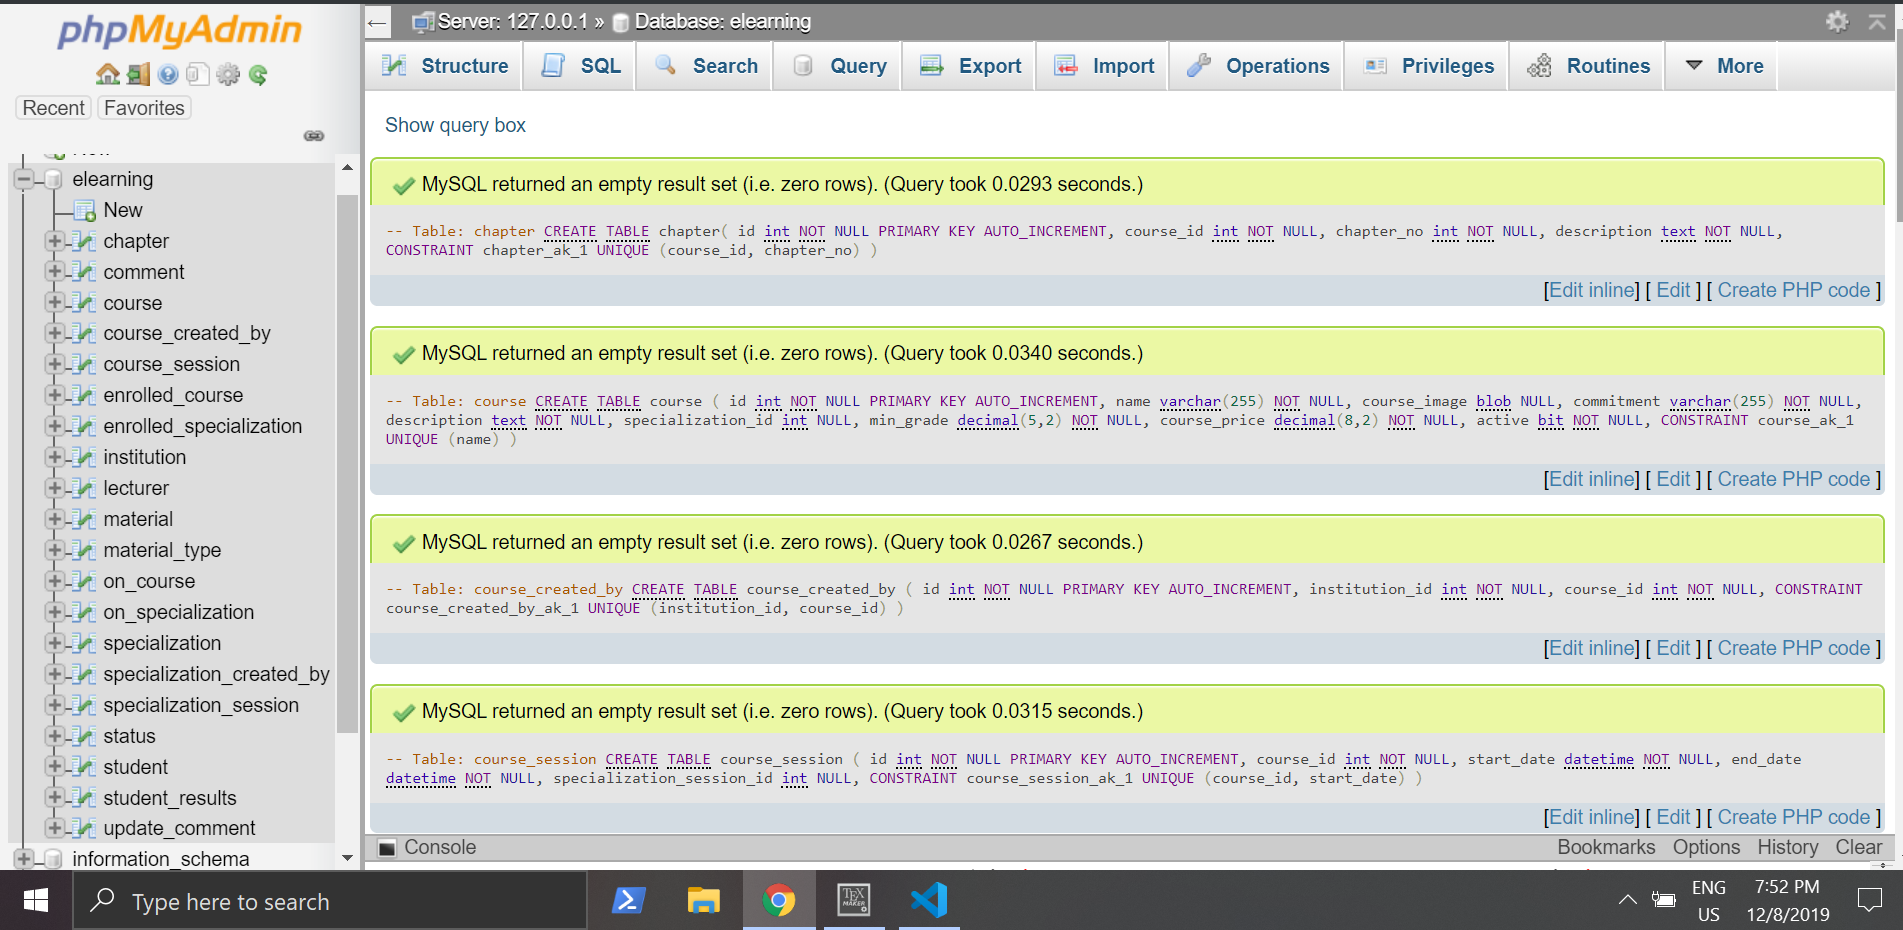 phpMyAdmin
Recent
Favorites
elearning
New
chapter
comment
course
course_created_by
course_session
enrolled_course
enrolled_specialization
institution
lecturer
material
material_type
on_course
on_specialization
specialization
specialization_created_by
specialization_session
status
student
student_results
update_comment
information_schema
Server: 127.0.0.1 » Database: elearning
Structure SQL Search Query Export Import Operations Privileges Routines More
Show query box
MySQL returned an empty result set (i.e. zero rows). (Query took 0.0293 seconds.)
-- Table: chapter CREATE TABLE chapter( id int NOT NULL PRIMARY KEY AUTO_INCREMENT, course_id int NOT NULL, chapter_no int NOT NULL, description text NOT NULL,
CONSTRAINT chapter_ak_1 UNIQUE (course_id, chapter_no) )
[Edit inline] [ Edit ] [ Create PHP code ]
MySQL returned an empty result set (i.e. zero rows). (Query took 0.0340 seconds.)
-- Table: course CREATE TABLE course ( id int NOT NULL PRIMARY KEY AUTO_INCREMENT, name varchar(255) NOT NULL, course_image blob NULL, commitment varchar(255) NOT NULL,
description text NOT NULL, specialization_id int NULL, min_grade decimal(5,2) NOT NULL, course_price decimal(8,2) NOT NULL, active bit NOT NULL, CONSTRAINT course_ak_1
UNIQUE (name) )
[Edit inline] [ Edit ] [ Create PHP code ]
MySQL returned an empty result set (i.e. zero rows). (Query took 0.0267 seconds.)
-- Table: course_created_by CREATE TABLE course_created_by ( id int NOT NULL PRIMARY KEY AUTO_INCREMENT, institution_id int NOT NULL, course_id int NOT NULL, CONSTRAINT
course_created_by_ak_1 UNIQUE (institution_id, course_id) )
[Edit inline] [ Edit ] [ Create PHP code ]
MySQL returned an empty result set (i.e. zero rows). (Query took 0.0315 seconds.)
-- Table: course_session CREATE TABLE course_session ( id int NOT NULL PRIMARY KEY AUTO_INCREMENT, course_id int NOT NULL, start_date datetime NOT NULL, end_date
datetime NOT NULL, specialization_session_id int NULL, CONSTRAINT course_session_ak_1 UNIQUE (course_id, start_date) )
[Edit inline] [ Edit ] [ Create PHP code ]
Console
Bookmarks Options History Clear
Type here to search
TEX
MAKER
ENG
US
7:52 PM
12/8/2019